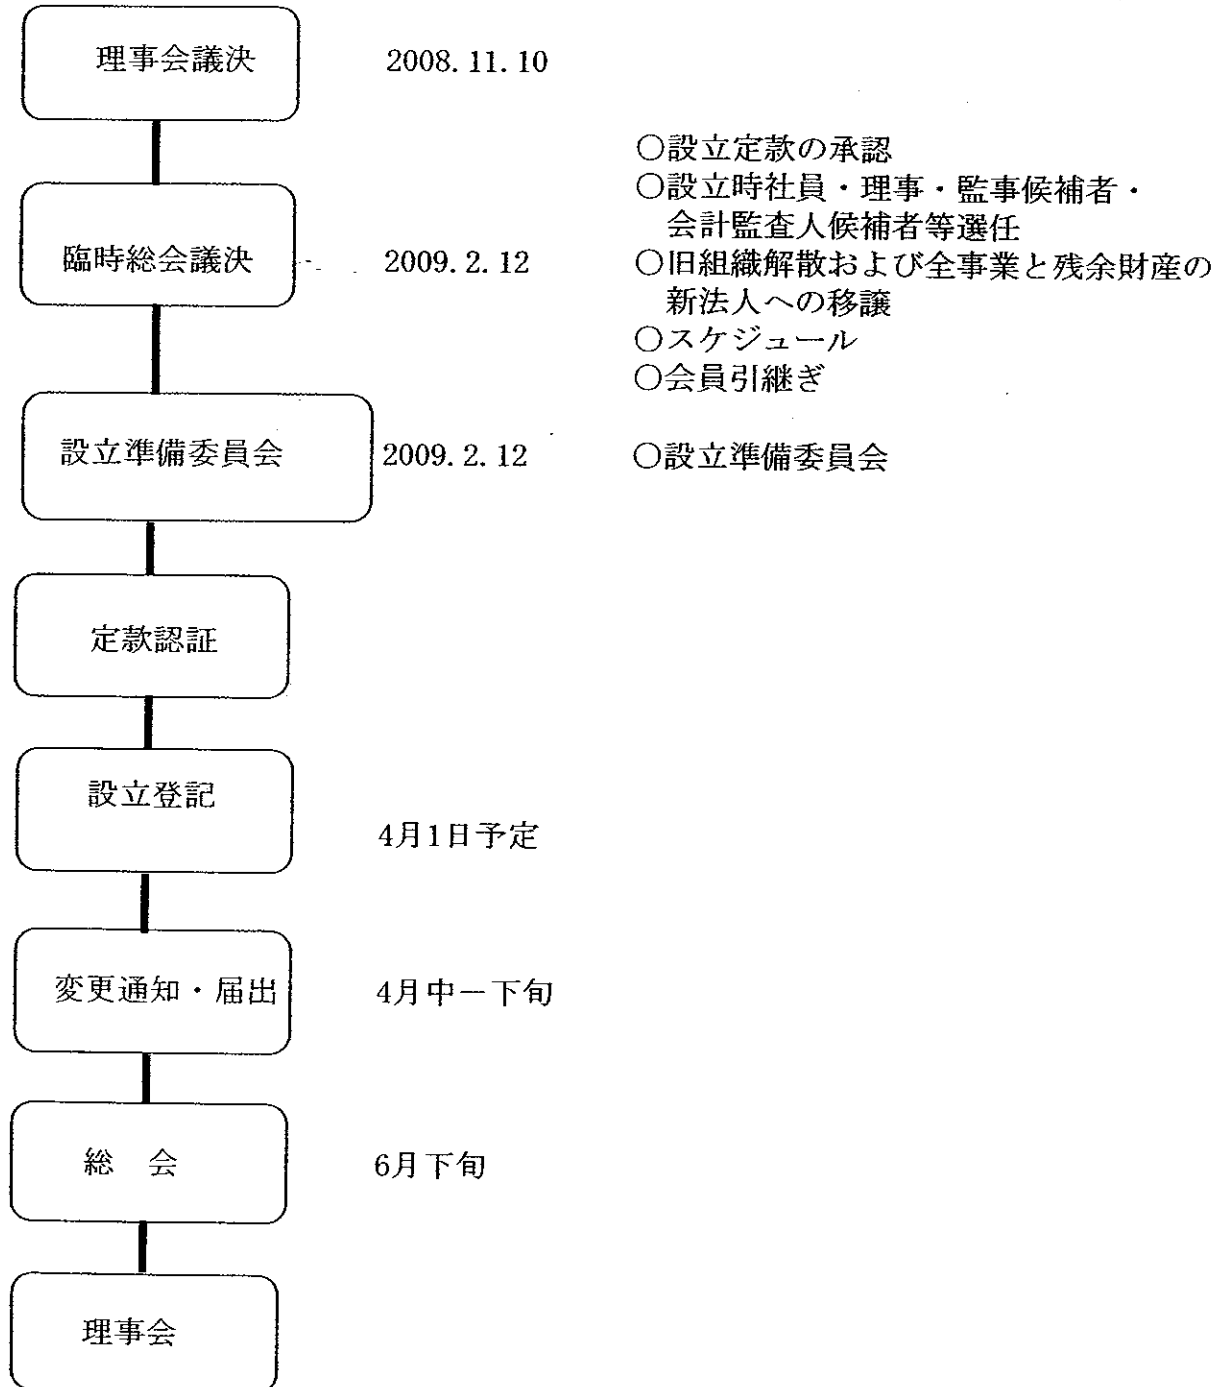 理事会議決 2008.11.10
○設立定款の承認
○設立時社員・理事・監事候補者・
会計監査人候補者等選任
臨時総会議決 2009.2.12
○旧組織解散および全事業と残余財産の
新法人への移譲
○スケジュール
○会員引継ぎ
設立準備委員会 2009.2.12 ○設立準備委員会
定款認証
設立登記
4月1日予定
変更通知・届出 4月中―下旬
総 会 6月下旬
理事会